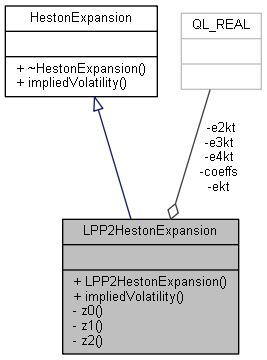 HestonExpansion
+ ~HestonExpansion()
+ impliedVolatility()
QL_REAL
-e2kt
-e3kt
-e4kt
-coeffs
-ekt
LPP2HestonExpansion
+ LPP2HestonExpansion()
+ impliedVolatility()
- z0()
- z1()
- z2()